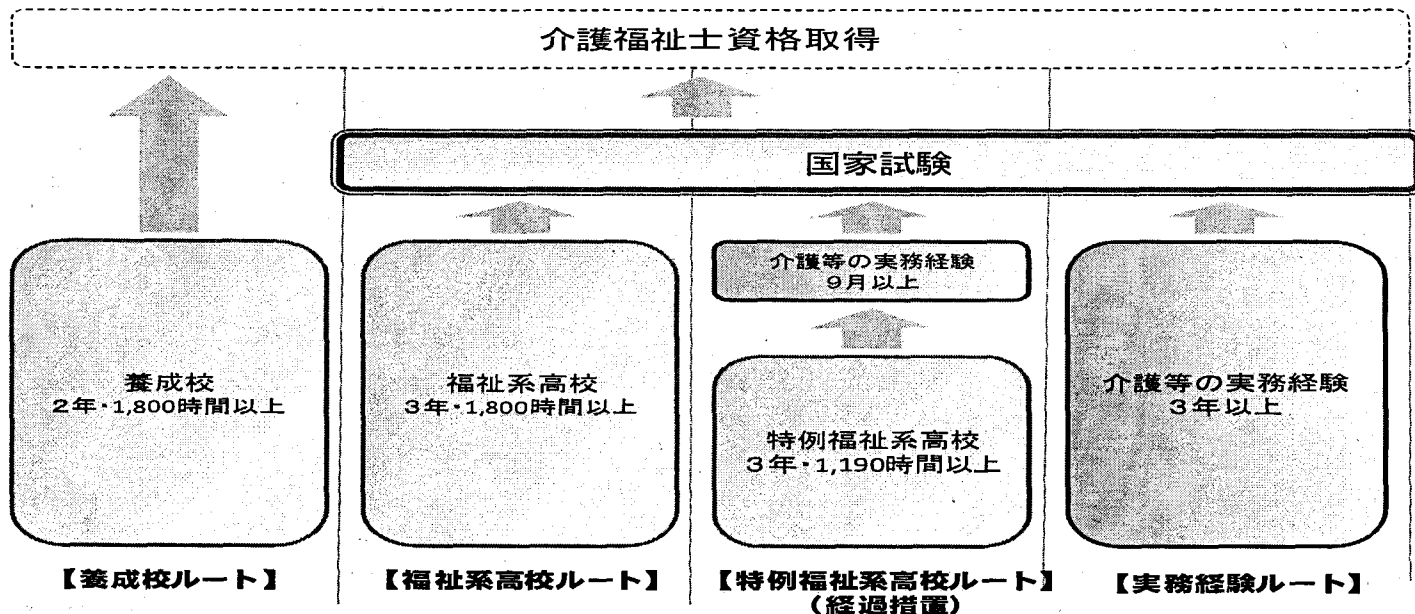 介護福祉士資格取得
国家試験
養成校
2年・1,800時間以上
福祉系高校
3年・1,800時間以上
介護等の実務経験
9月以上
特例福祉系高校
3年・1,190時間以上
介護等の実務経験
3年以上
【養成校ルート】
【福祉系高校ルート】
【特例福祉系高校ルート】
(経過措置)
【実務経験ルート】